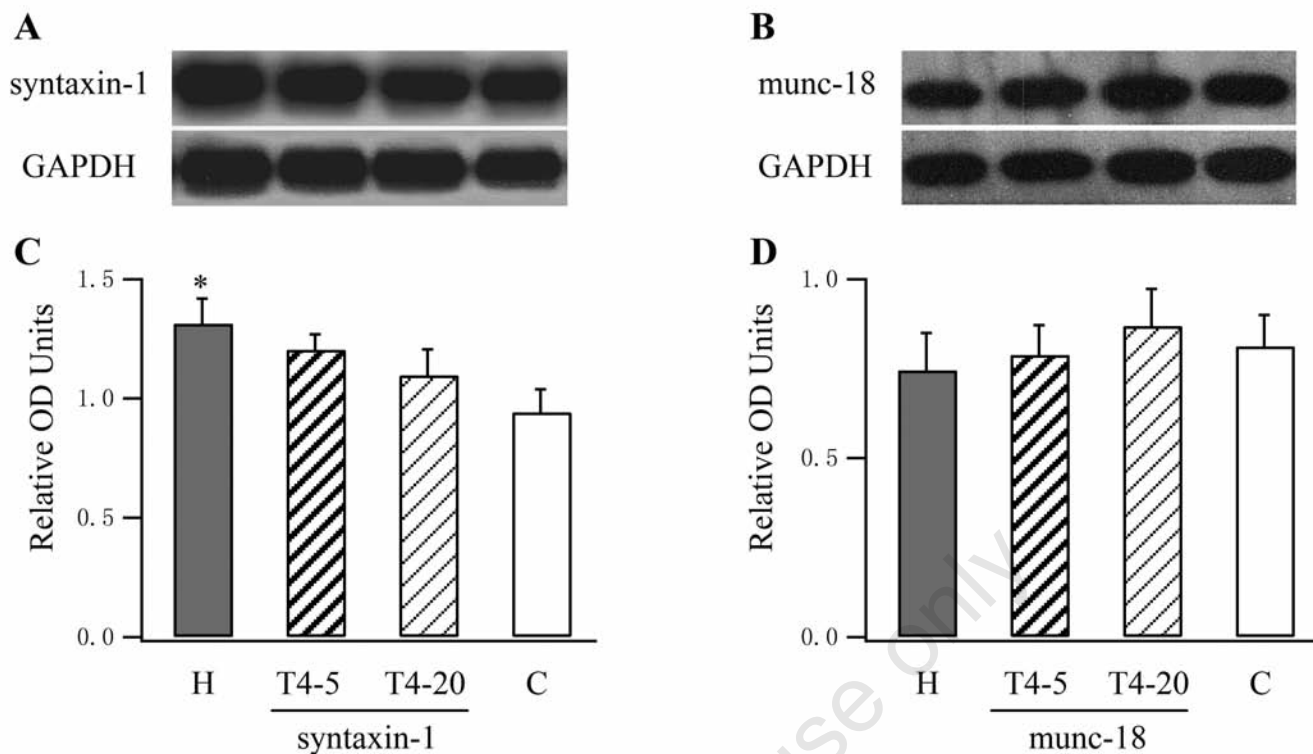 A
syntaxin-1
GAPDH
B
munc-18
GAPDH
C
Relative OD Units
1.5
1.0
0.5
0.0
*
H
T4-5
T4-20
C
syntaxin-1
D
Relative OD Units
1.0
0.5
0.0
H
T4-5
T4-20
C
munc-18
use only